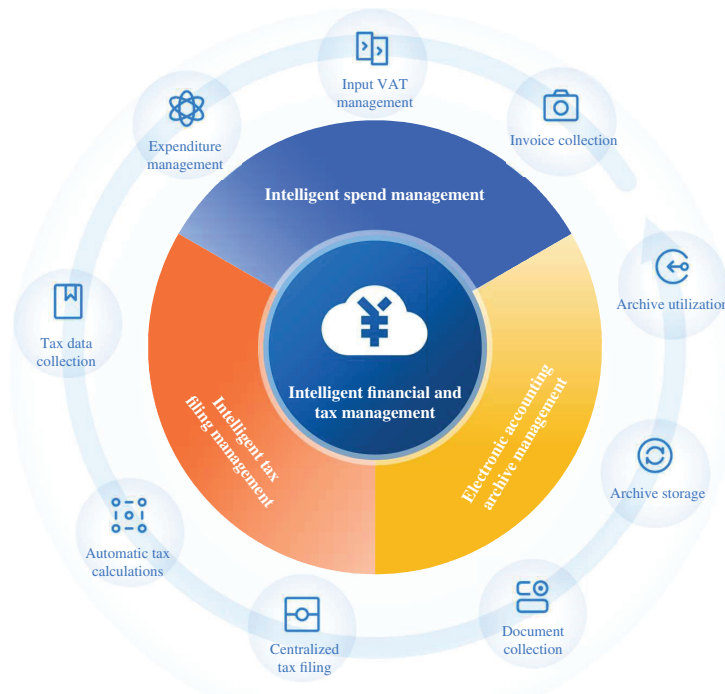 Input VAT
management
Expenditure
management
Invoice collection
Intelligent spend management
Archive utilization
Tax data
collection
Intelligent financial and
tax management
Intelligent tax
filing management
Electronic accounting
archive management
Archive storage
Automatic tax
calculations
Document
collection
Centralized
tax filing